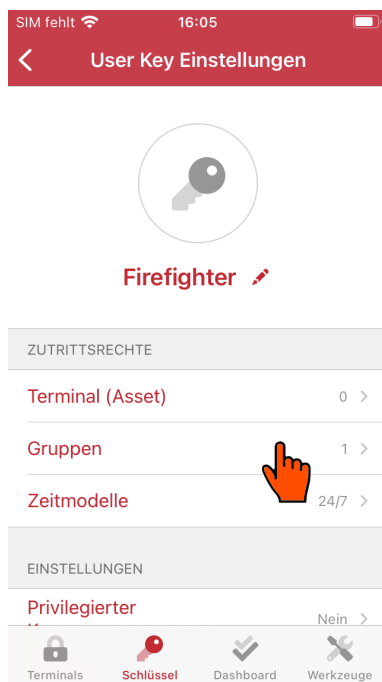 SIM fehlt 16:05
User Key Einstellungen
Firefighter
ZUTRITTSRECHTE
Terminal (Asset) 0
Gruppen 1
Zeitmodelle 24/7
EINSTELLUNGEN
Privilegierter
Nein
Terminals Schlüssel Dashboard Werkzeuge